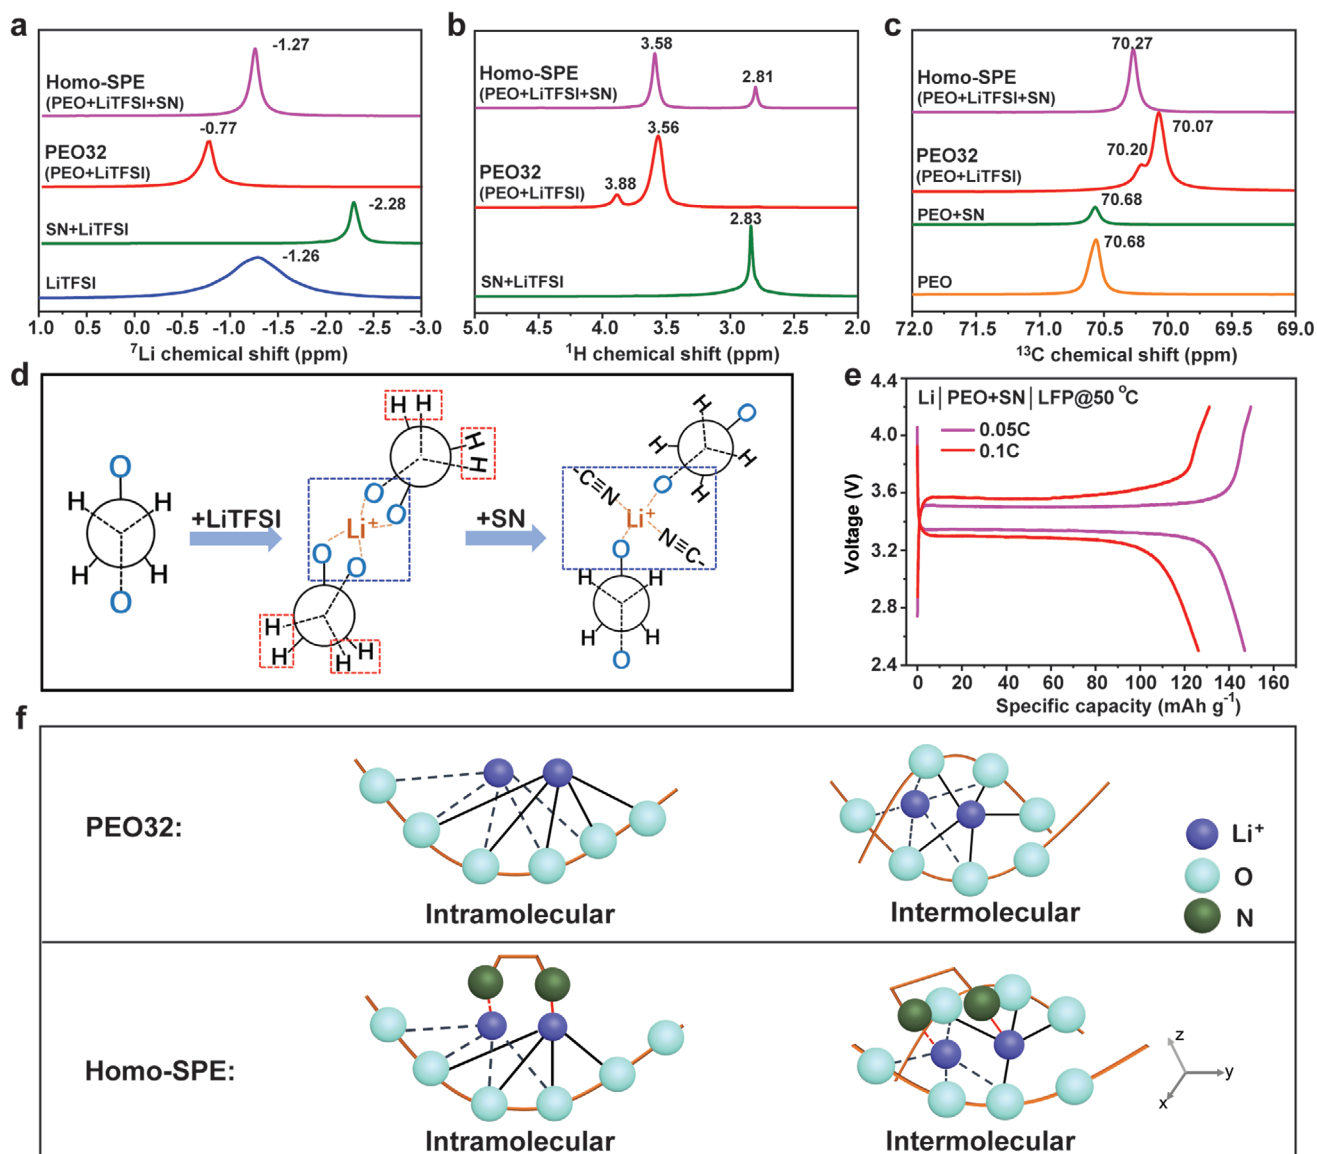 a
-1.27
Homo-SPE
(PEO+LiTFSI+SN)
-0.77
PEO32
(PEO+LiTFSI)
-2.28
SN+LiTFSI
-1.26
LiTFSI
1.0 0.5 0.0 -0.5 -1.0 -1.5 -2.0 -2.5 -3.0
⁷Li chemical shift (ppm)
b
3.58
Homo-SPE
2.81
(PEO+LiTFSI+SN)
3.56
PEO32
3.88
(PEO+LiTFSI)
2.83
SN+LiTFSI
5.0 4.5 4.0 3.5 3.0 2.5 2.0
¹H chemical shift (ppm)
c
70.27
Homo-SPE
(PEO+LiTFSI+SN)
70.07
PEO32
70.20
(PEO+LiTFSI)
70.68
PEO+SN
70.68
PEO
72.0 71.5 71.0 70.5 70.0 69.5 69.0
¹³C chemical shift (ppm)
d
O
H H
H H
O
+LiTFSI
H H
H
H
O
O
Li⁺
O
O
H
H
H
H
+SN
H
O
H
H
H
O
-C≡N
Li⁺
N≡C-
O
H H
H H
O
e
Li|PEO+SN|LFP@50 °C
0.05C
0.1C
4.4
4.0
3.6
3.2
2.8
2.4
Voltage (V)
0 20 40 60 80 100 120 140 160
Specific capacity (mAh g⁻¹)
f
PEO32:
Intramolecular
Intermolecular
Li⁺
O
N
Homo-SPE:
Intramolecular
Intermolecular
z
y
x